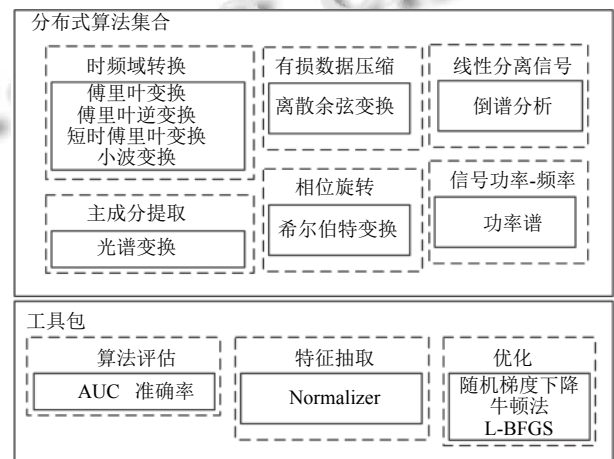 分布式算法集合
时频域转换
傅里叶变换
傅里叶逆变换
短时傅里叶变换
小波变换
有损数据压缩
离散余弦变换
线性分离信号
倒谱分析
主成分提取
光谱变换
相位旋转
希尔伯特变换
信号功率-频率
功率谱
工具包
算法评估
AUC 准确率
特征抽取
Normalizer
优化
随机梯度下降
牛顿法
L-BFGS